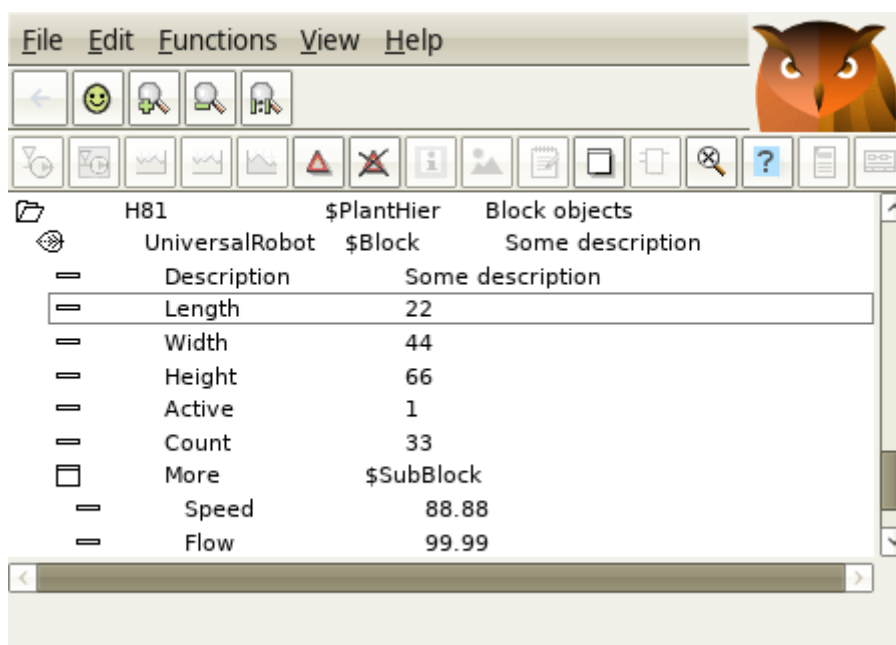 File Edit Functions View Help
H81 $PlantHier Block objects
UniversalRobot $Block Some description
Description Some description
Length 22
Width 44
Height 66
Active 1
Count 33
More $SubBlock
Speed 88.88
Flow 99.99